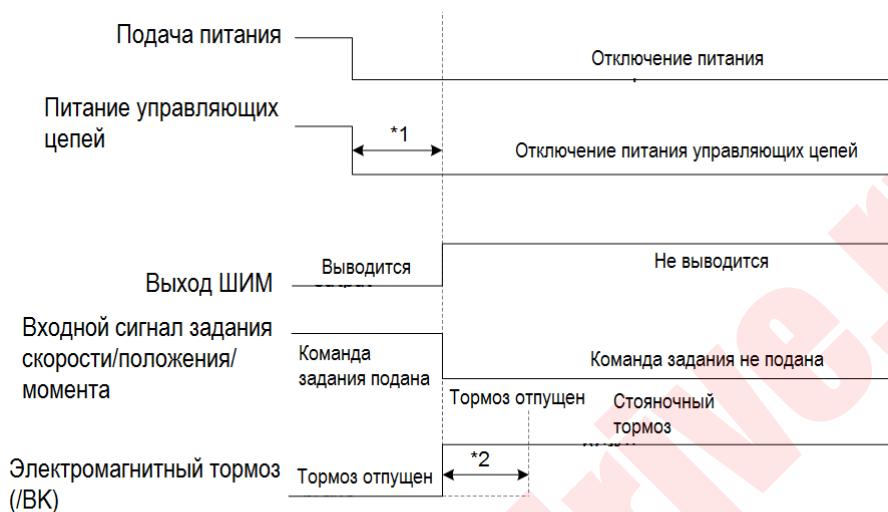 Подача питания
Отключение питания
Питание управляющих
цепей
*1
Отключение питания управляющих цепей
Выход ШИМ
Выводится
Не выводится
Входной сигнал задания
скорости/положения/
момента
Команда
задания подана
Команда задания не подана
Тормоз отпущен
Стояночный
тормоз
Электромагнитный тормоз
(/BK)
Тормоз отпущен
*2
drive.r